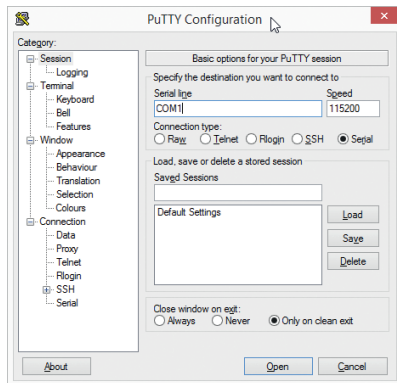 PuTTY Configuration
Category:
Session
Logging
Terminal
Keyboard
Bell
Features
Window
Appearance
Behaviour
Translation
Selection
Colours
Connection
Data
Proxy
Telnet
Rlogin
SSH
Serial
Basic options for your PuTTY session
Specify the destination you want to connect to
Serial line Speed
COM1 115200
Connection type:
Raw Telnet Rlogin SSH Serial
Load, save or delete a stored session
Saved Sessions
Default Settings
Load
Save
Delete
Close window on exit:
Always Never Only on clean exit
About Open Cancel